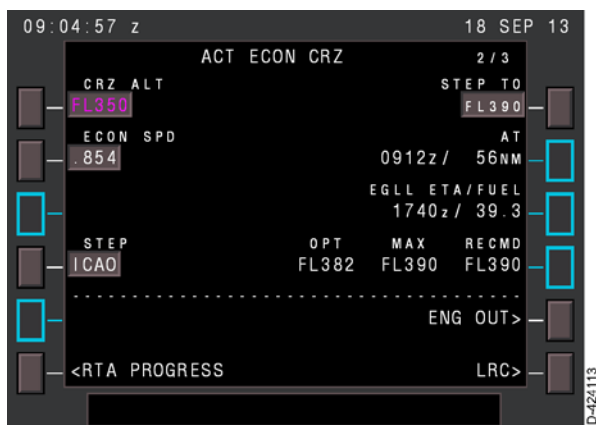 09:04:57 z 18 SEP 13
ACT ECON CRZ 2/3
CRZ ALT STEP TO
FL350 FL390
ECON SPD AT
.854 0912z/ 56NM
EGLL ETA/FUEL
1740z/ 39.3
STEP OPT MAX RECMD
ICAO FL382 FL390 FL390
ENG OUT>
<RTA PROGRESS LRC>
D-424113